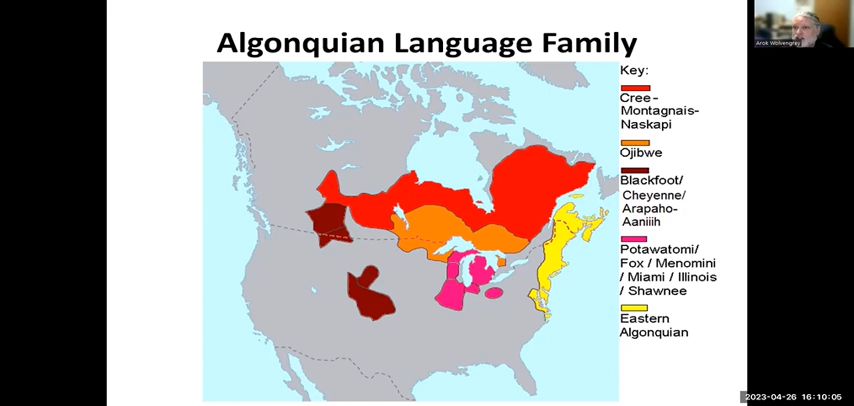 Algonquian Language Family
Arok Wolvengrey
Key:
Cree-
Montagnais-
Naskapi
Ojibwe
Blackfoot/
Cheyenne/
Arapaho-
Aaniiih
Potawatomi/
Fox / Menomini
/ Miami / Illinois
/ Shawnee
Eastern
Algonquian
2023-04-26 16:10:05